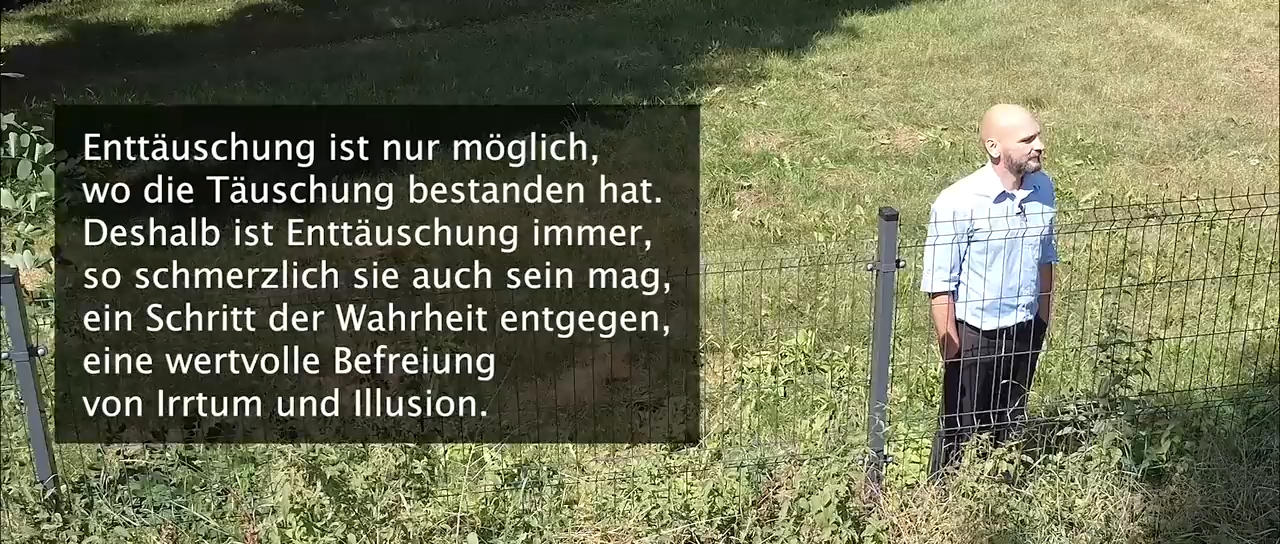 Enttäuschung ist nur möglich,
wo die Täuschung bestanden hat.
Deshalb ist Enttäuschung immer,
so schmerzlich sie auch sein mag,
ein Schritt der Wahrheit entgegen,
eine wertvolle Befreiung
von Irrtum und Illusion.